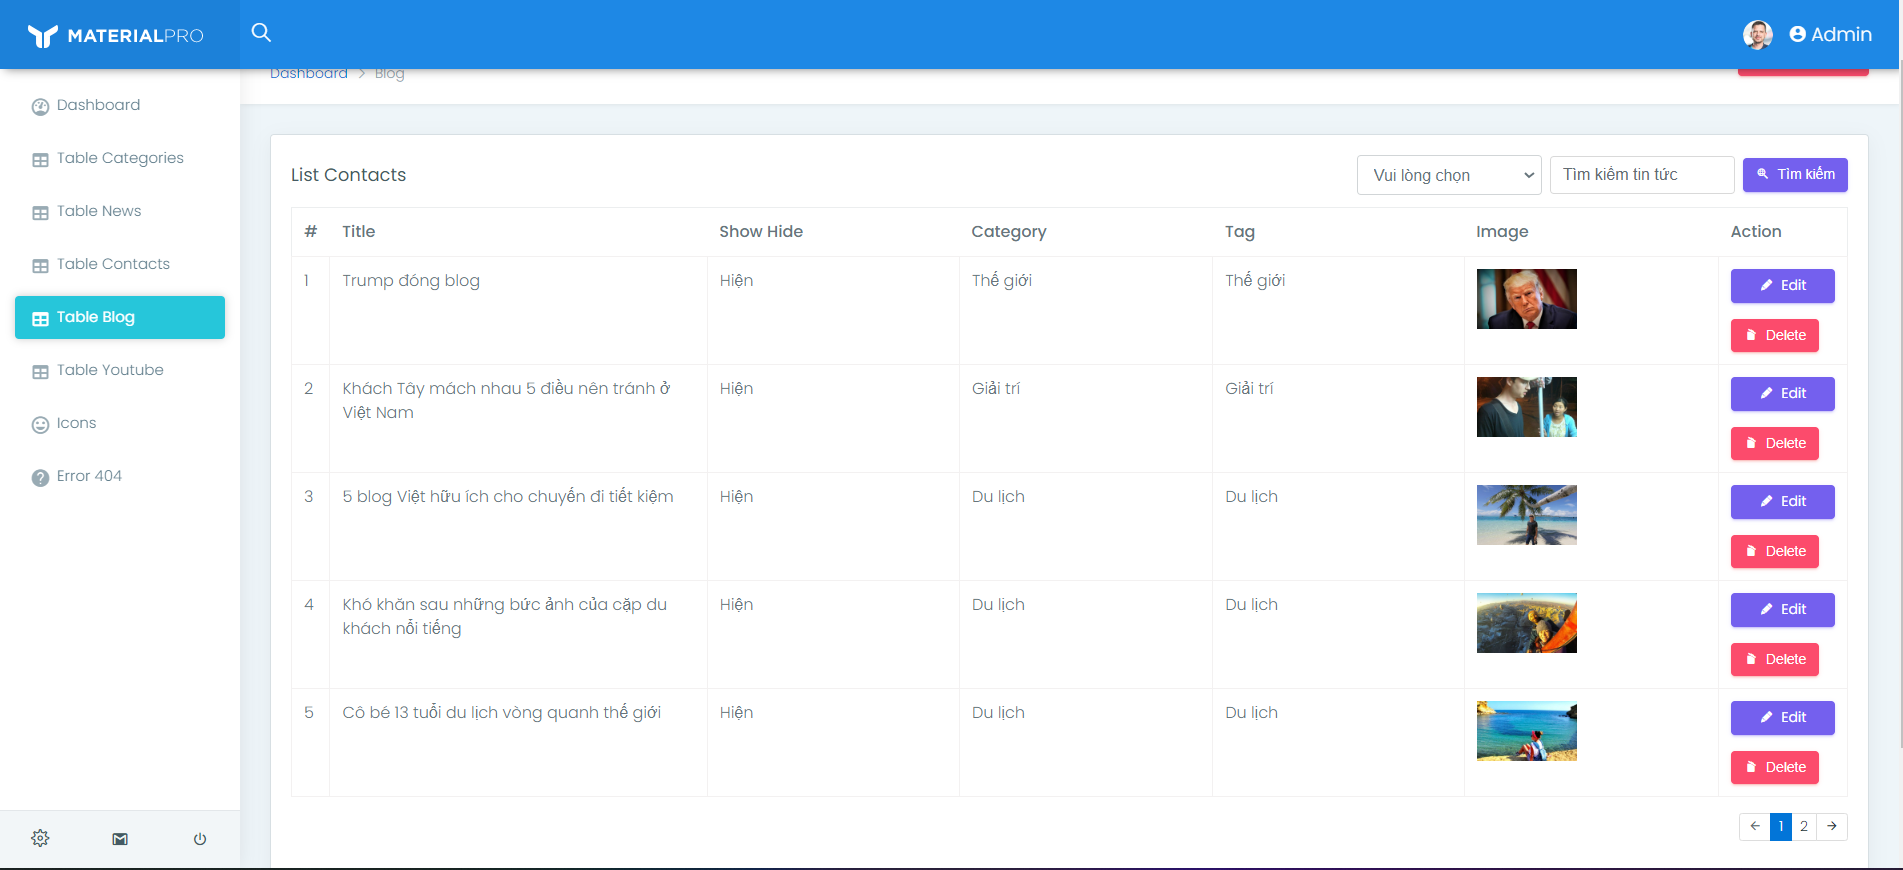 MATERIALPRO
Admin
Dashboard > Blog
Dashboard
Table Categories
Table News
Table Contacts
Table Blog
Table Youtube
Icons
Error 404
List Contacts
Vui lòng chọn
Tìm kiếm tin tức
Tìm kiếm
# Title Show Hide Category Tag Image Action
1 Trump đóng blog Hiện Thế giới Thế giới Edit
Delete
2 Khách Tây mách nhau 5 điều nên tránh ở Hiện Giải trí Giải trí Edit
Việt Nam
Delete
3 5 blog Việt hữu ích cho chuyến đi tiết kiệm Hiện Du lịch Du lịch Edit
Delete
4 Khó khăn sau những bức ảnh của cặp du Hiện Du lịch Du lịch Edit
khách nổi tiếng
Delete
5 Cô bé 13 tuổi du lịch vòng quanh thế giới Hiện Du lịch Du lịch Edit
Delete
← 1 2 →